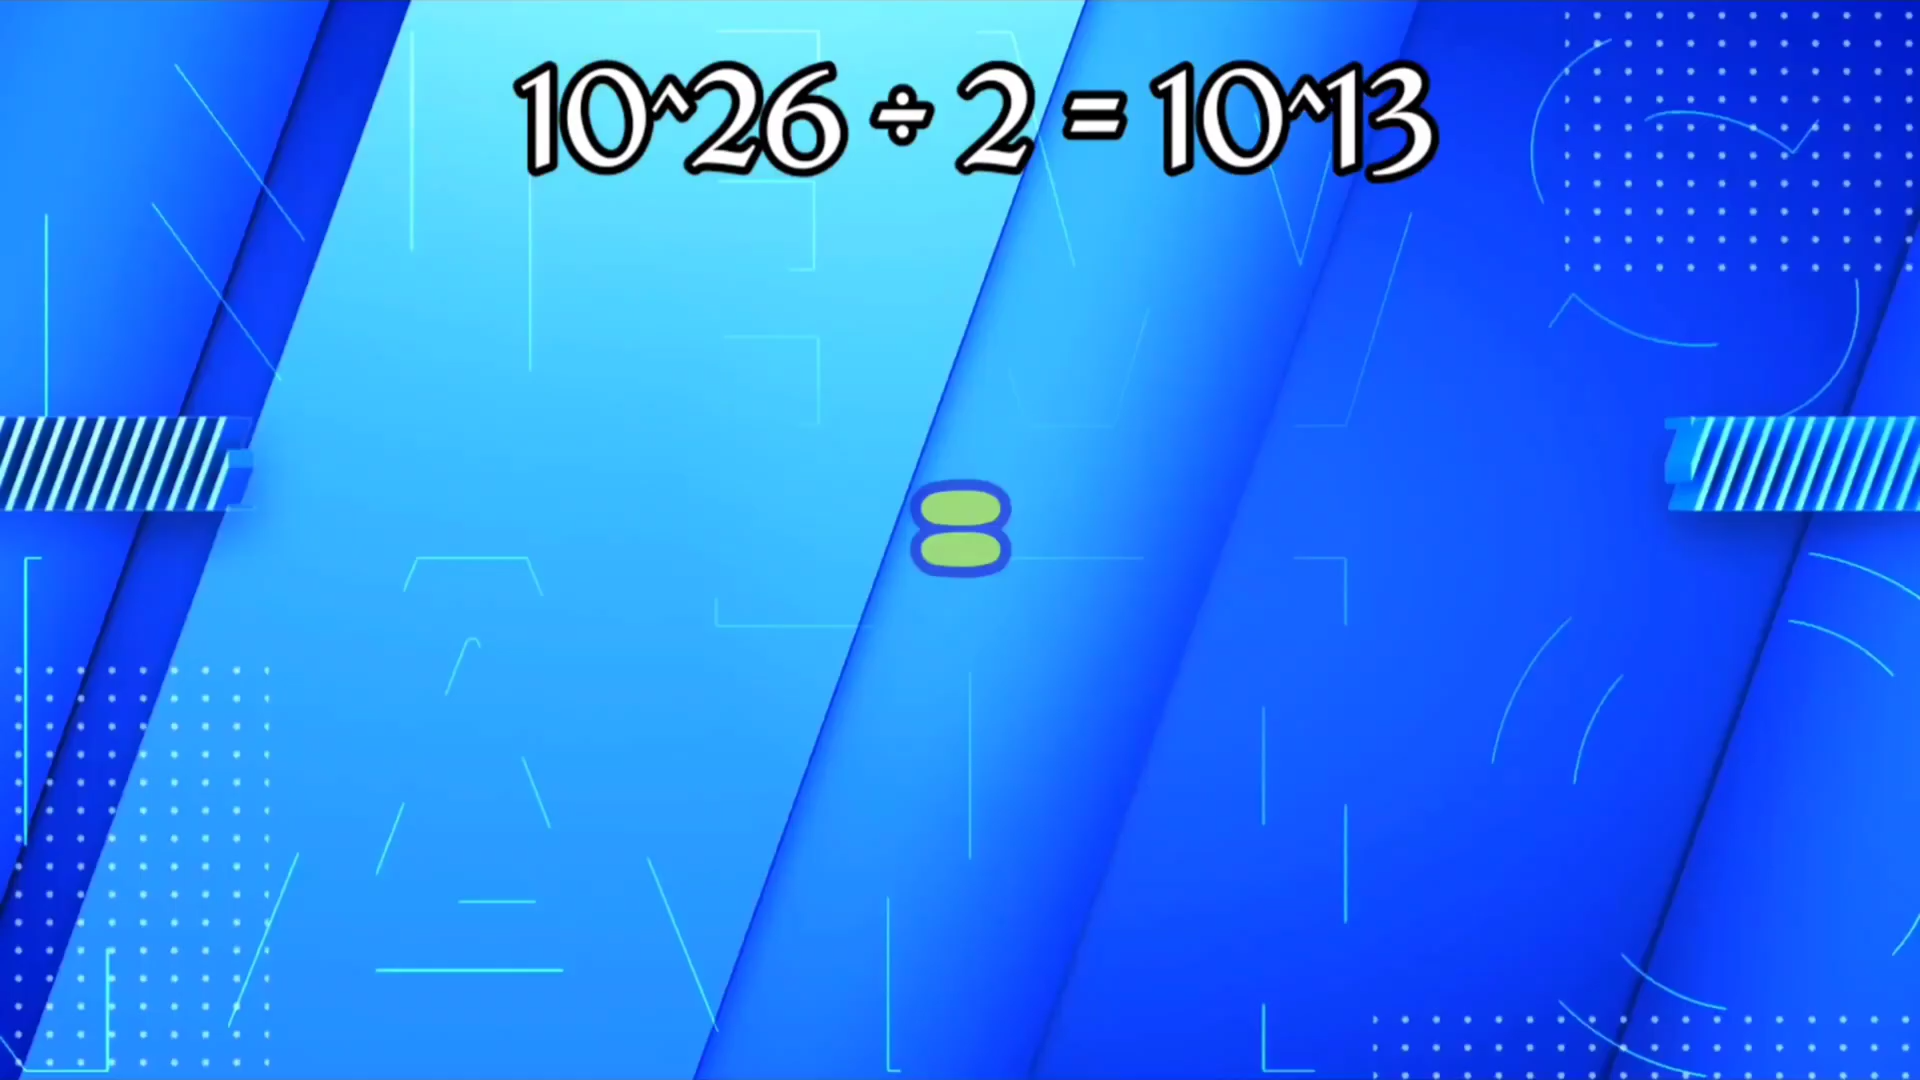 10^26 ÷ 2 = 10^13
=